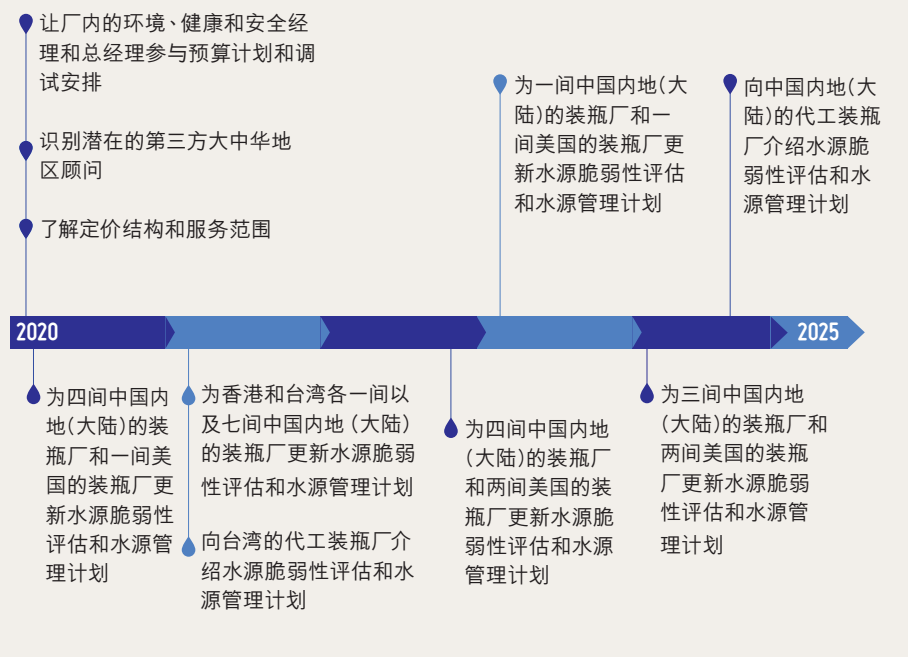 让厂内的环境、健康和安全经
理和总经理参与预算计划和调
试安排
识别潜在的第三方大中华地
区顾问
了解定价结构和服务范围
为一间中国内地(大
陆)的装瓶厂和一
间美国的装瓶厂更
新水源脆弱性评估
和水源管理计划
向中国内地(大
陆)的代工装瓶
厂介绍水源脆
弱性评估和水
源管理计划
2020
2025
为四间中国内
地(大陆)的装
瓶厂和一间美
国的装瓶厂更
新水源脆弱性
评估和水源管
理计划
为香港和台湾各一间以
及七间中国内地 (大陆)
的装瓶厂更新水源脆弱
性评估和水源管理计划
向台湾的代工装瓶厂介
绍水源脆弱性评估和水
源管理计划
为四间中国内地
(大陆)的装瓶厂
和两间美国的装
瓶厂更新水源脆
弱性评估和水源
管理计划
为三间中国内地
(大陆)的装瓶厂和
两间美国的装瓶
厂更新水源脆弱
性评估和水源管
理计划